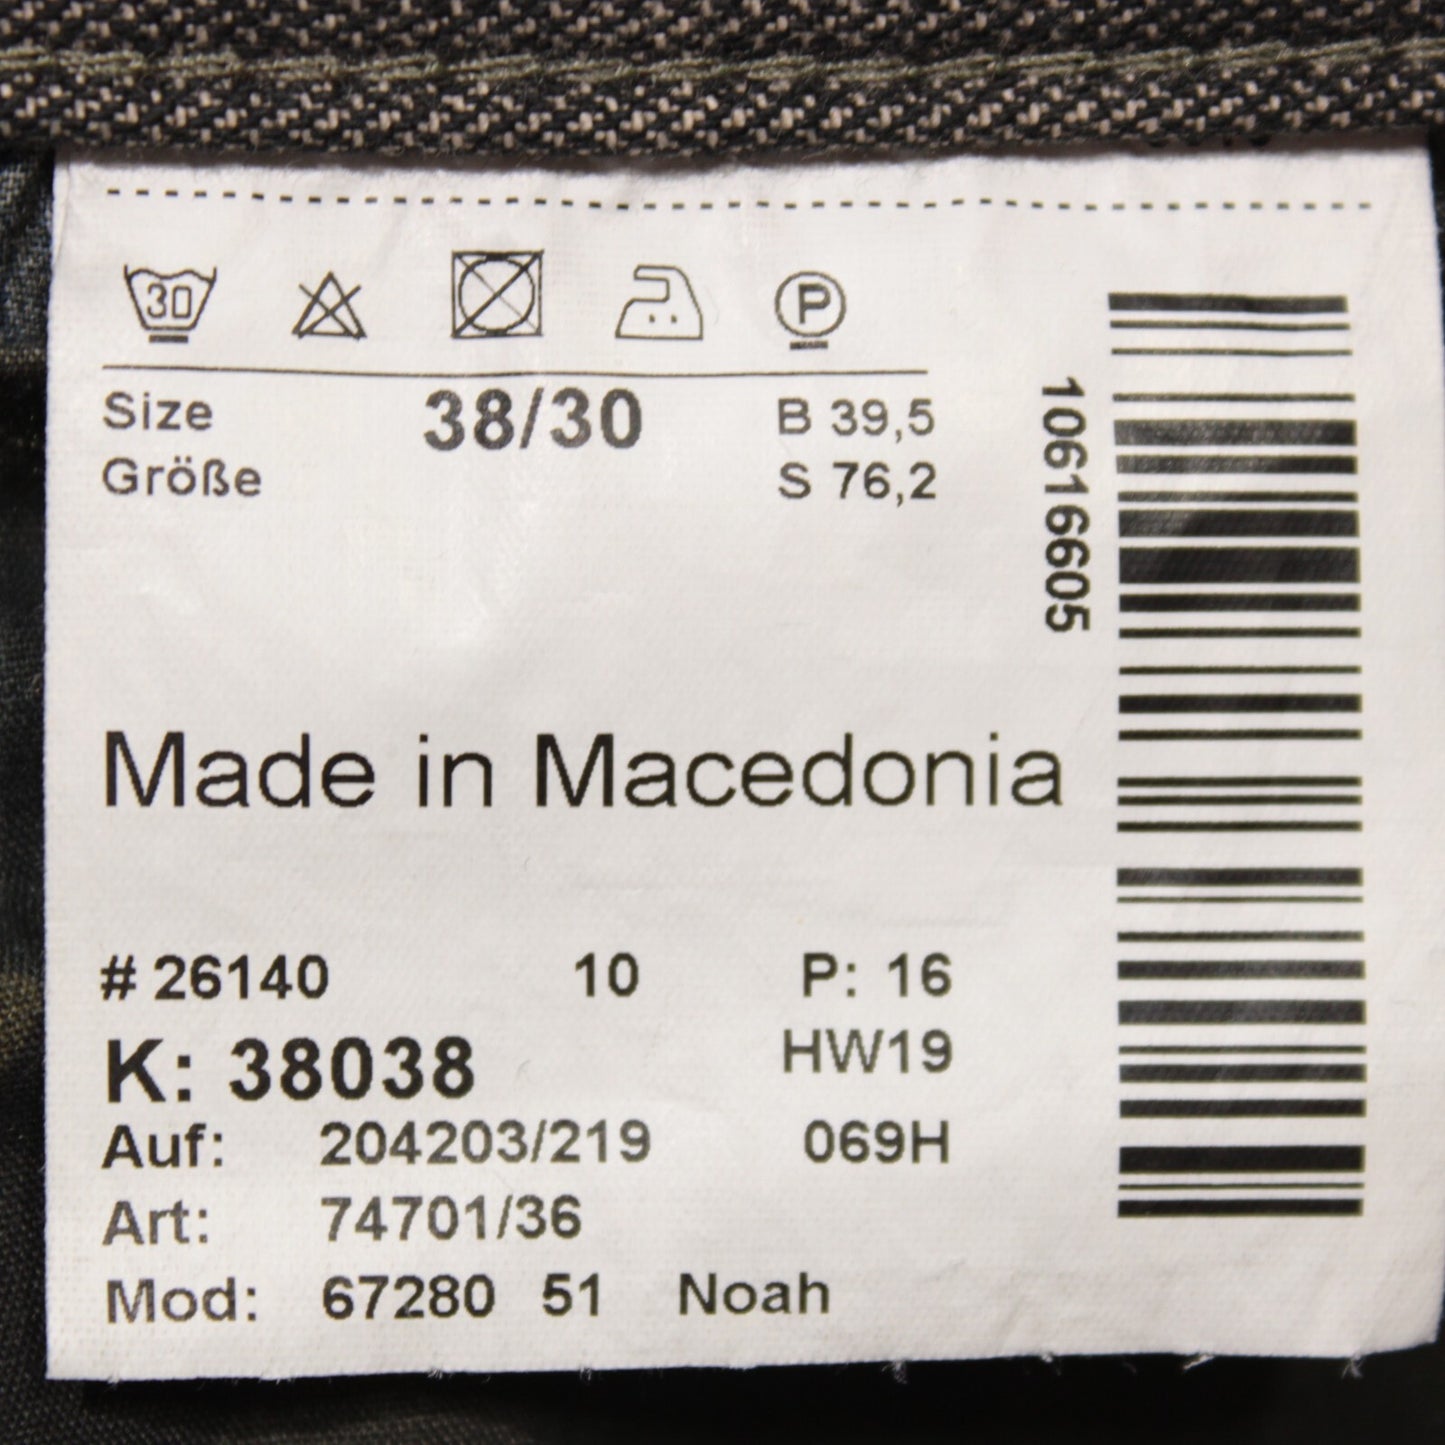 30 P
Size 38/30 B 39,5
Größe S 76,2
10616605
Made in Macedonia
# 26140 10 P: 16
K: 38038 HW19
Auf: 204203/219 069H
Art: 74701/36
Mod: 67280 51 Noah